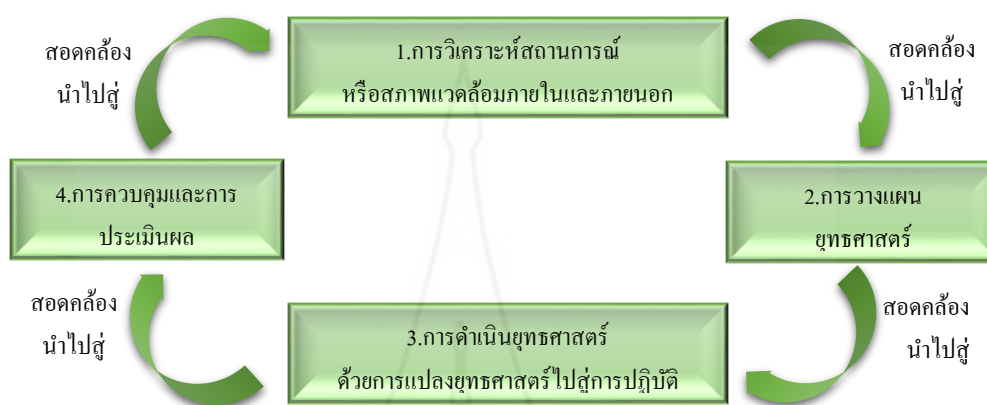 1.การวิเคราะห์สถานการณ์
หรือสภาพแวดล้อมภายในและภายนอก
สอดคล้อง
นำไปสู่
2.การวางแผน
ยุทธศาสตร์
สอดคล้อง
นำไปสู่
3.การดำเนินยุทธศาสตร์
ด้วยการแปลงยุทธศาสตร์ไปสู่การปฏิบัติ
สอดคล้อง
นำไปสู่
4.การควบคุมและการ
ประเมินผล
สอดคล้อง
นำไปสู่